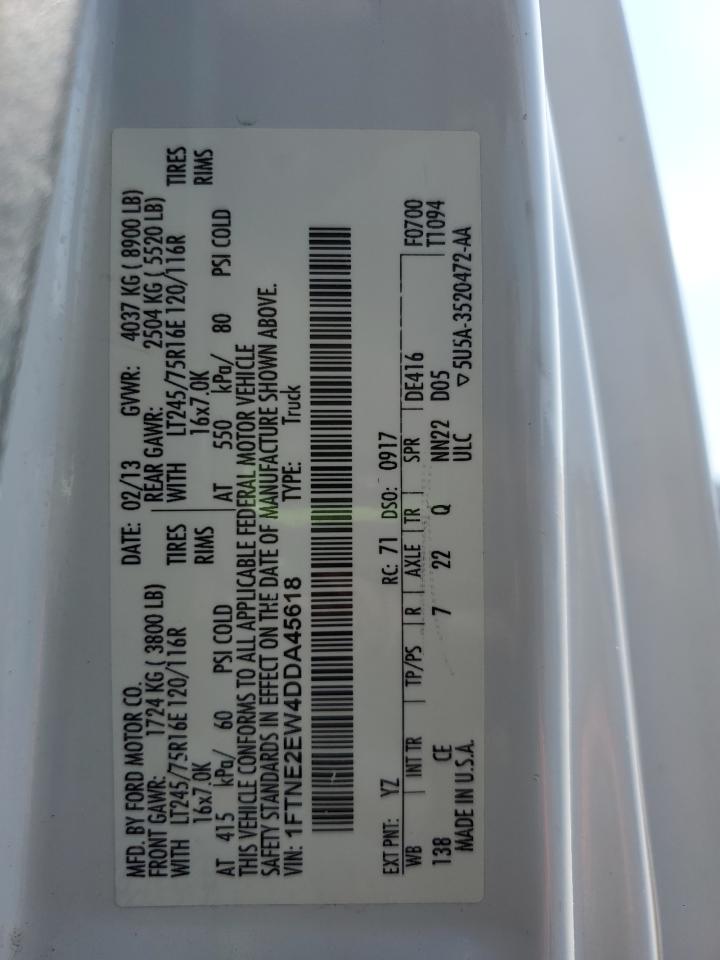 MFD. BY FORD MOTOR CO. DATE: 02/13 GVWR: 4037 KG ( 8900 LB)
FRONT GAWR: 1724 KG ( 3800 LB) REAR GAWR: 2504 KG ( 5520 LB)
WITH LT245/75R16E 120/116R TIRES WITH LT245/75R16E 120/116R TIRES
16x7.0K RIMS 16x7.0K RIMS
AT 415 kPa/ 60 PSI COLD AT 550 kPa/ 80 PSI COLD
THIS VEHICLE CONFORMS TO ALL APPLICABLE FEDERAL MOTOR VEHICLE
SAFETY STANDARDS IN EFFECT ON THE DATE OF MANUFACTURE SHOWN ABOVE.
VIN: 1FTNE2EW4DDA45618 TYPE: Truck
EXT PNT: YZ RC: 71 DSO: 0917
WB INT TR TP/PS R AXLE TR SPR DE416 F0700
138 CE 7 22 Q NN22 D05 T1094
MADE IN U.S.A. ULC ▽5U5A-3520472-AA